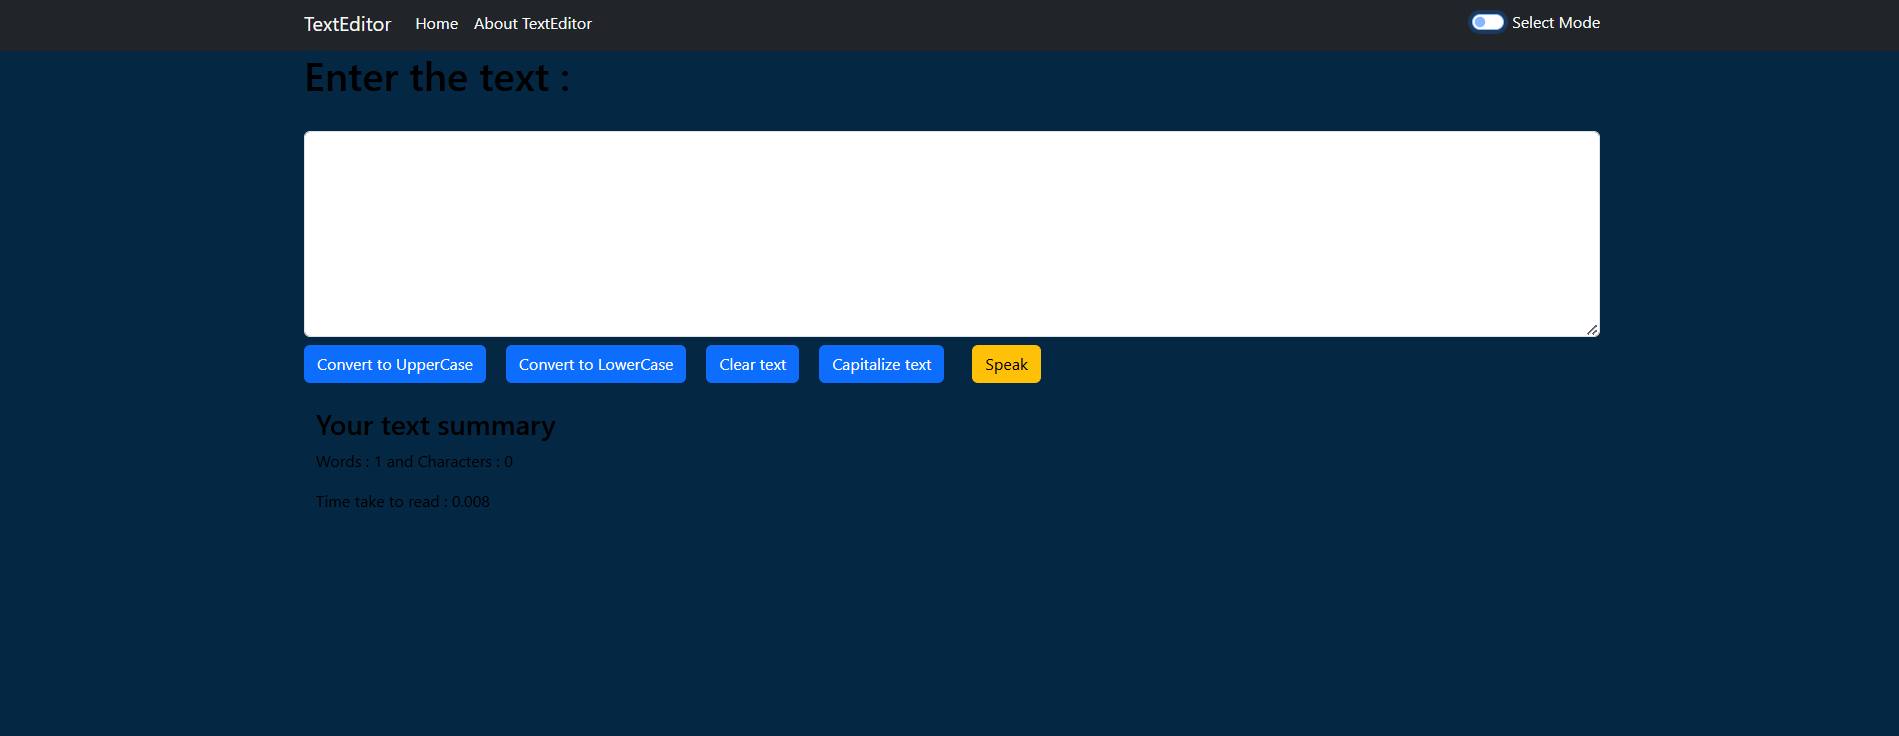 TextEditor Home About TextEditor Select Mode
Enter the text :
Convert to UpperCase Convert to LowerCase Clear text Capitalize text Speak
Your text summary
Words : 1 and Characters : 0
Time take to read : 0.008